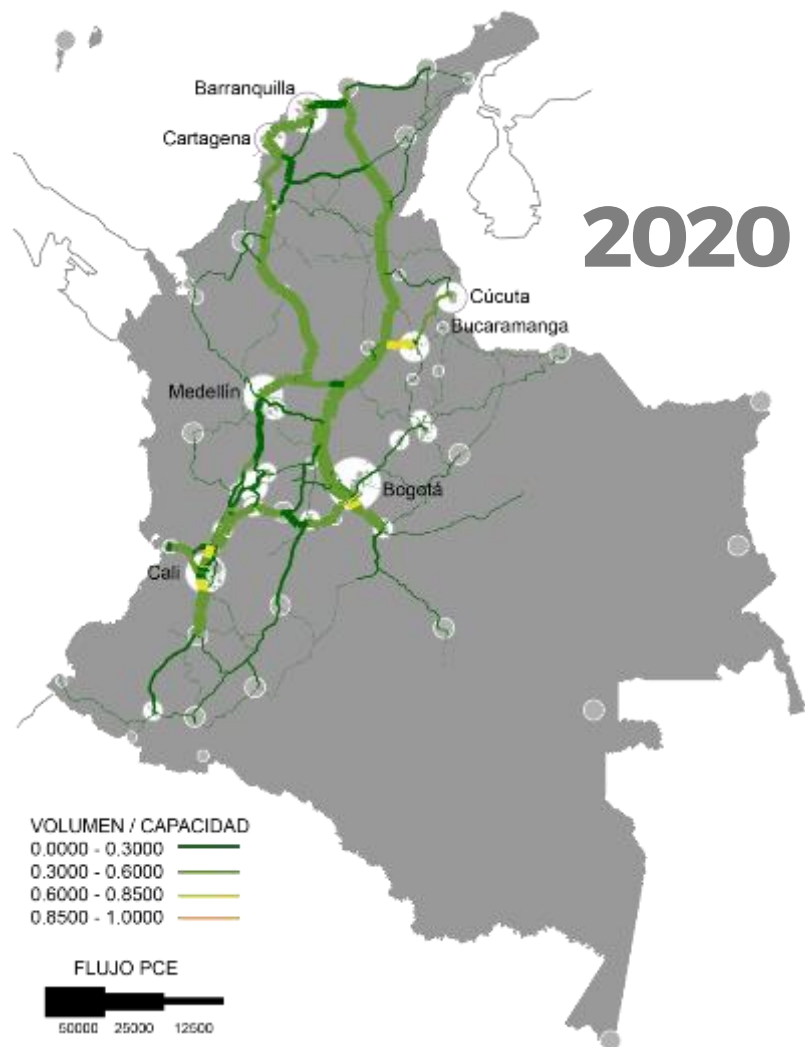 Barranquilla
Cartagena
2020
Cúcuta
Bucaramanga
Medellín
Bogotá
Cali
VOLUMEN / CAPACIDAD
0.0000 - 0.3000
0.3000 - 0.6000
0.6000 - 0.8500
0.8500 - 1.0000
FLUJO PCE
50000 25000 12500